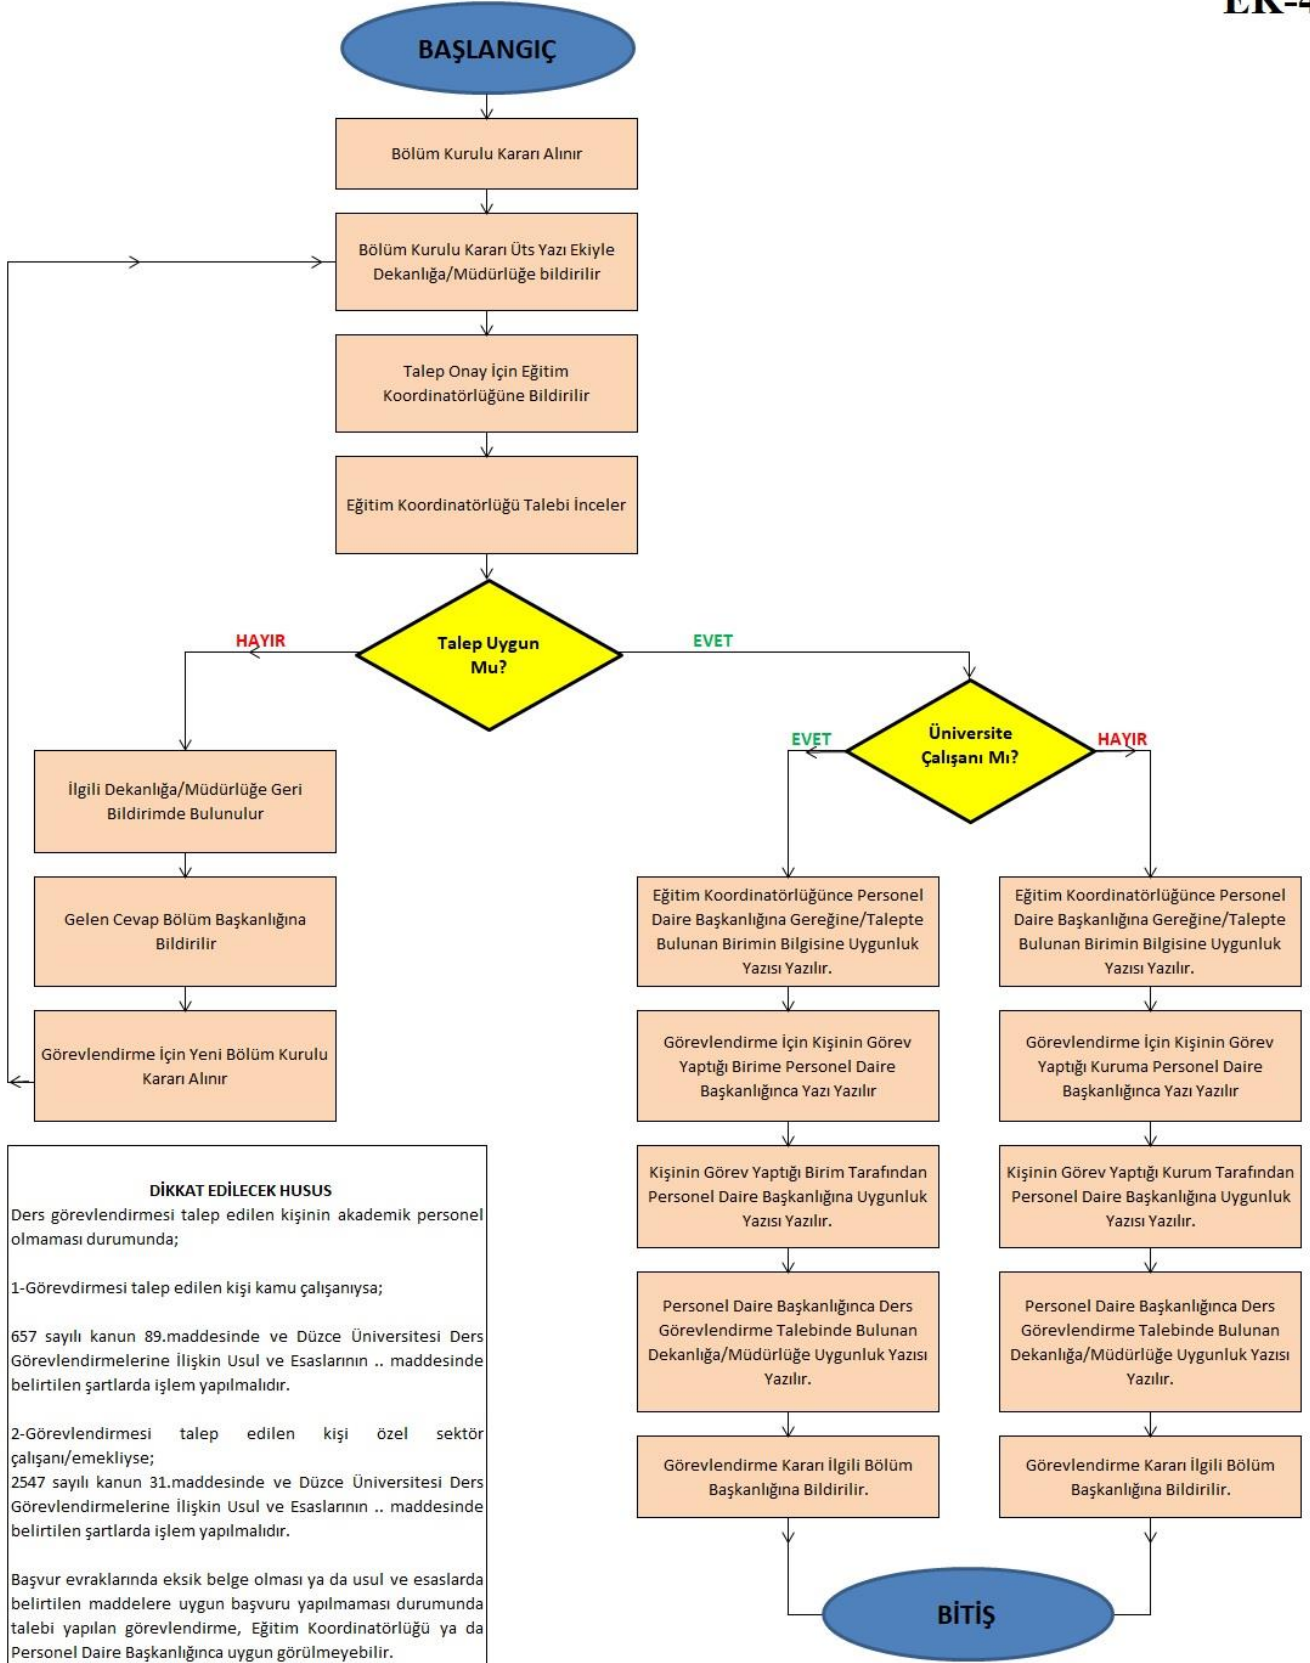 EK-4
BAŞLANGIÇ
Bölüm Kurulu Kararı Alınır
Bölüm Kurulu Kararı Üts Yazı Ekiyle
Dekanlığa/Müdürlüğe bildirilir
Talep Onay İçin Eğitim
Koordinatörlüğüne Bildirilir
Eğitim Koordinatörlüğü Talebi İnceler
Talep Uygun
Mu?
HAYIR
EVET
İlgili Dekanlığa/Müdürlüğe Geri
Bildirimde Bulunulur
Gelen Cevap Bölüm Başkanlığına
Bildirilir
Görevlendirme İçin Yeni Bölüm Kurulu
Kararı Alınır
Üniversite
Çalışanı Mı?
EVET
HAYIR
Eğitim Koordinatörlüğünce Personel
Daire Başkanlığına Gereğine/Talepte
Bulunan Birimin Bilgisine Uygunluk
Yazısı Yazılır.
Görevlendirme İçin Kişinin Görev
Yaptığı Birime Personel Daire
Başkanlığınca Yazı Yazılır
Kişinin Görev Yaptığı Birim Tarafından
Personel Daire Başkanlığına Uygunluk
Yazısı Yazılır.
Personel Daire Başkanlığınca Ders
Görevlendirme Talebinde Bulunan
Dekanlığa/Müdürlüğe Uygunluk Yazısı
Yazılır.
Görevlendirme Kararı İlgili Bölüm
Başkanlığına Bildirilir.
Eğitim Koordinatörlüğünce Personel
Daire Başkanlığına Gereğine/Talepte
Bulunan Birimin Bilgisine Uygunluk
Yazısı Yazılır.
Görevlendirme İçin Kişinin Görev
Yaptığı Kuruma Personel Daire
Başkanlığınca Yazı Yazılır
Kişinin Görev Yaptığı Kurum Tarafından
Personel Daire Başkanlığına Uygunluk
Yazısı Yazılır.
Personel Daire Başkanlığınca Ders
Görevlendirme Talebinde Bulunan
Dekanlığa/Müdürlüğe Uygunluk Yazısı
Yazılır.
Görevlendirme Kararı İlgili Bölüm
Başkanlığına Bildirilir.
BİTİŞ
DİKKAT EDİLECEK HUSUS
Ders görevlendirmesi talep edilen kişinin akademik personel
olmaması durumunda;
1-Görevdirmesi talep edilen kişi kamu çalışanıysa;
657 sayılı kanun 89.maddesinde ve Düzce Üniversitesi Ders
Görevlendirmelerine İlişkin Usul ve Esaslarının .. maddesinde
belirtilen şartlarda işlem yapılmalıdır.
2-Görevlendirmesi talep edilen kişi özel sektör
çalışanı/emekliyse;
2547 sayılı kanun 31.maddesinde ve Düzce Üniversitesi Ders
Görevlendirmelerine İlişkin Usul ve Esaslarının .. maddesinde
belirtilen şartlarda işlem yapılmalıdır.
Başvur evraklarında eksik belge olması ya da usul ve esaslarda
belirtilen maddelere uygun başvuru yapılmaması durumunda
talebi yapılan görevlendirme, Eğitim Koordinatörlüğü ya da
Personel Daire Başkanlığınca uygun görülmeyebilir.